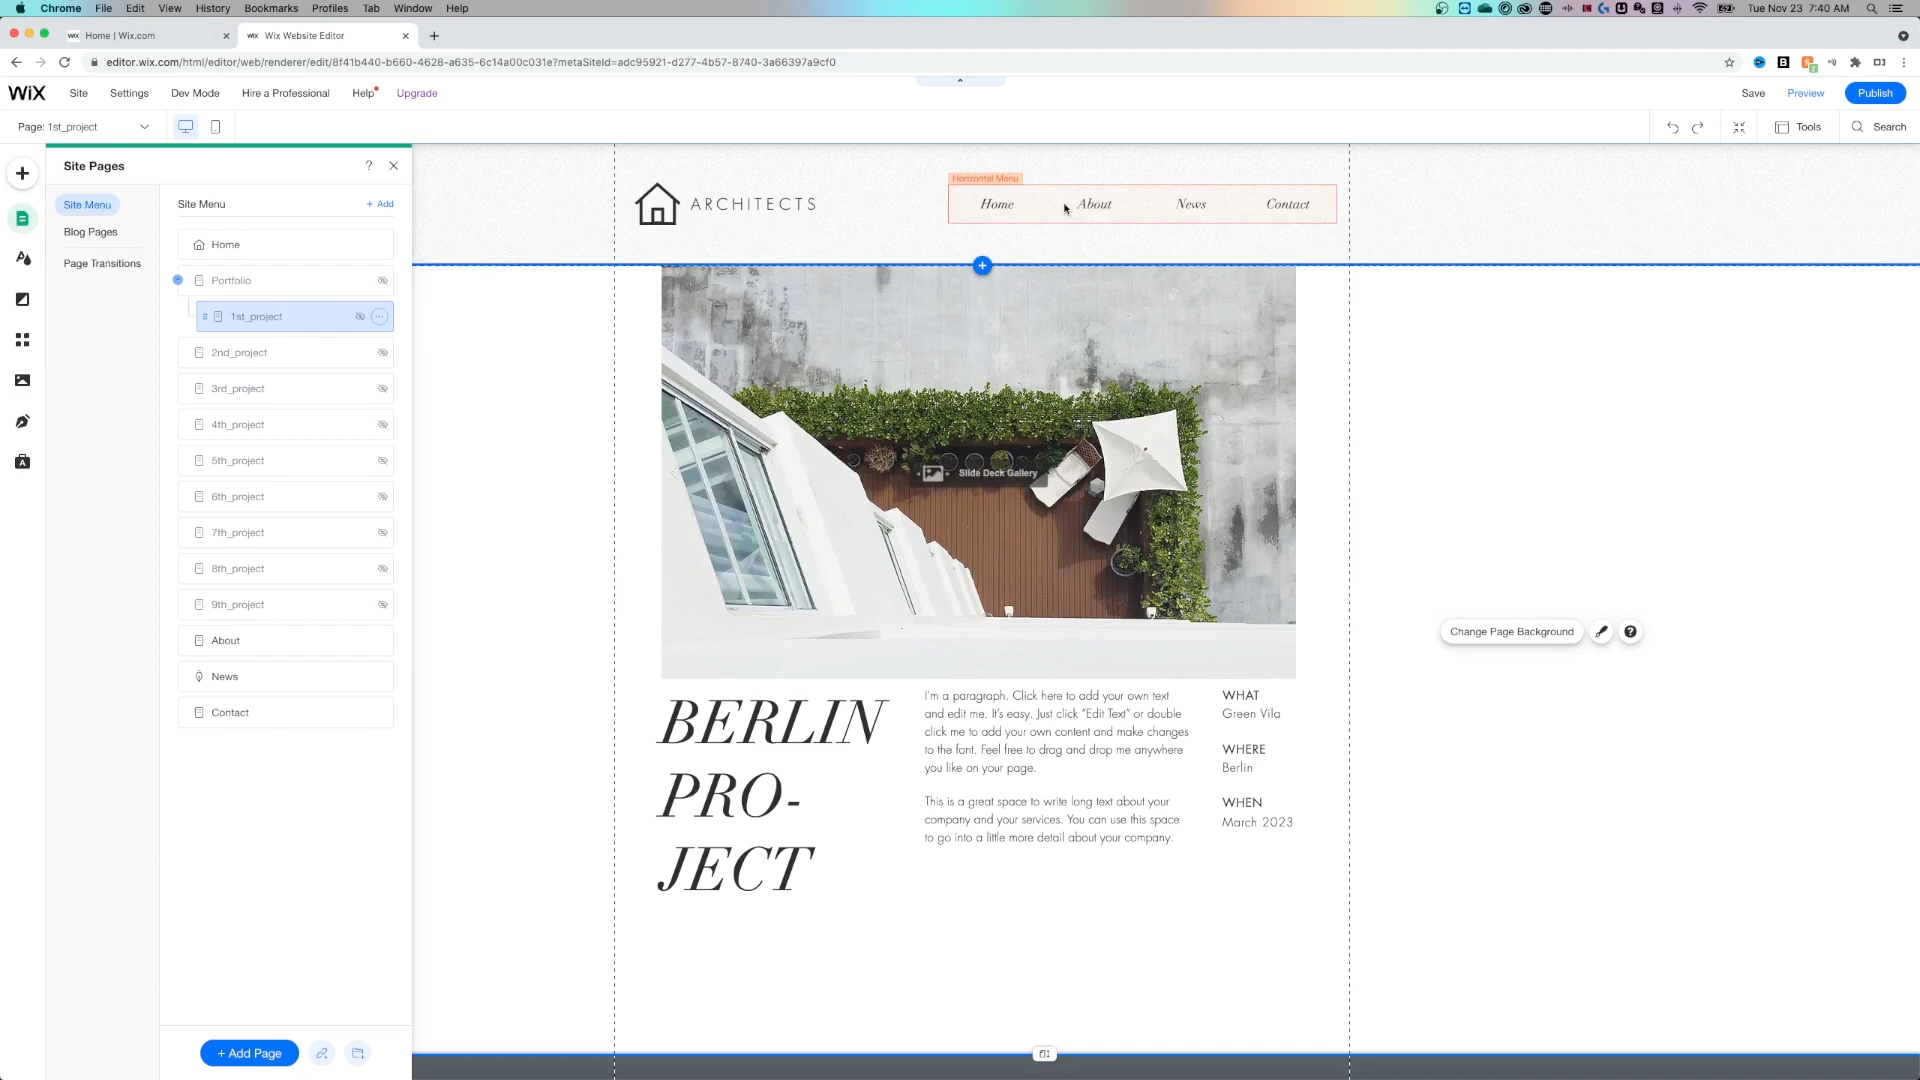 Chrome File Edit View History Bookmarks Profiles Tab Window Help
Tue Nov 23 7:40 AM
Home | Wix.com
Wix Website Editor
editor.wix.com/html/editor/web/renderer/edit/8f41b440-b660-4628-a635-6c14a00c031e?metaSiteId=adc95921-d277-4b57-8740-3a66397a9cf0
WIX Site Settings Dev Mode Hire a Professional Help Upgrade
Save Preview Publish
Page: 1st_project
Tools Search
Site Pages ?
Site Menu
Blog Pages
Page Transitions
Site Menu + Add
Home
Portfolio
1st_project
2nd_project
3rd_project
4th_project
5th_project
6th_project
7th_project
8th_project
9th_project
About
News
Contact
+ Add Page
ARCHITECTS
Horizontal Menu
Home About News Contact
Slide Deck Gallery
Change Page Background
BERLIN
PRO-
JECT
I'm a paragraph. Click here to add your own text
and edit me. It's easy. Just click "Edit Text" or double
click me to add your own content and make changes
to the font. Feel free to drag and drop me anywhere
you like on your page.
This is a great space to write long text about your
company and your services. You can use this space
to go into a little more detail about your company.
WHAT
Green Vila
WHERE
Berlin
WHEN
March 2023